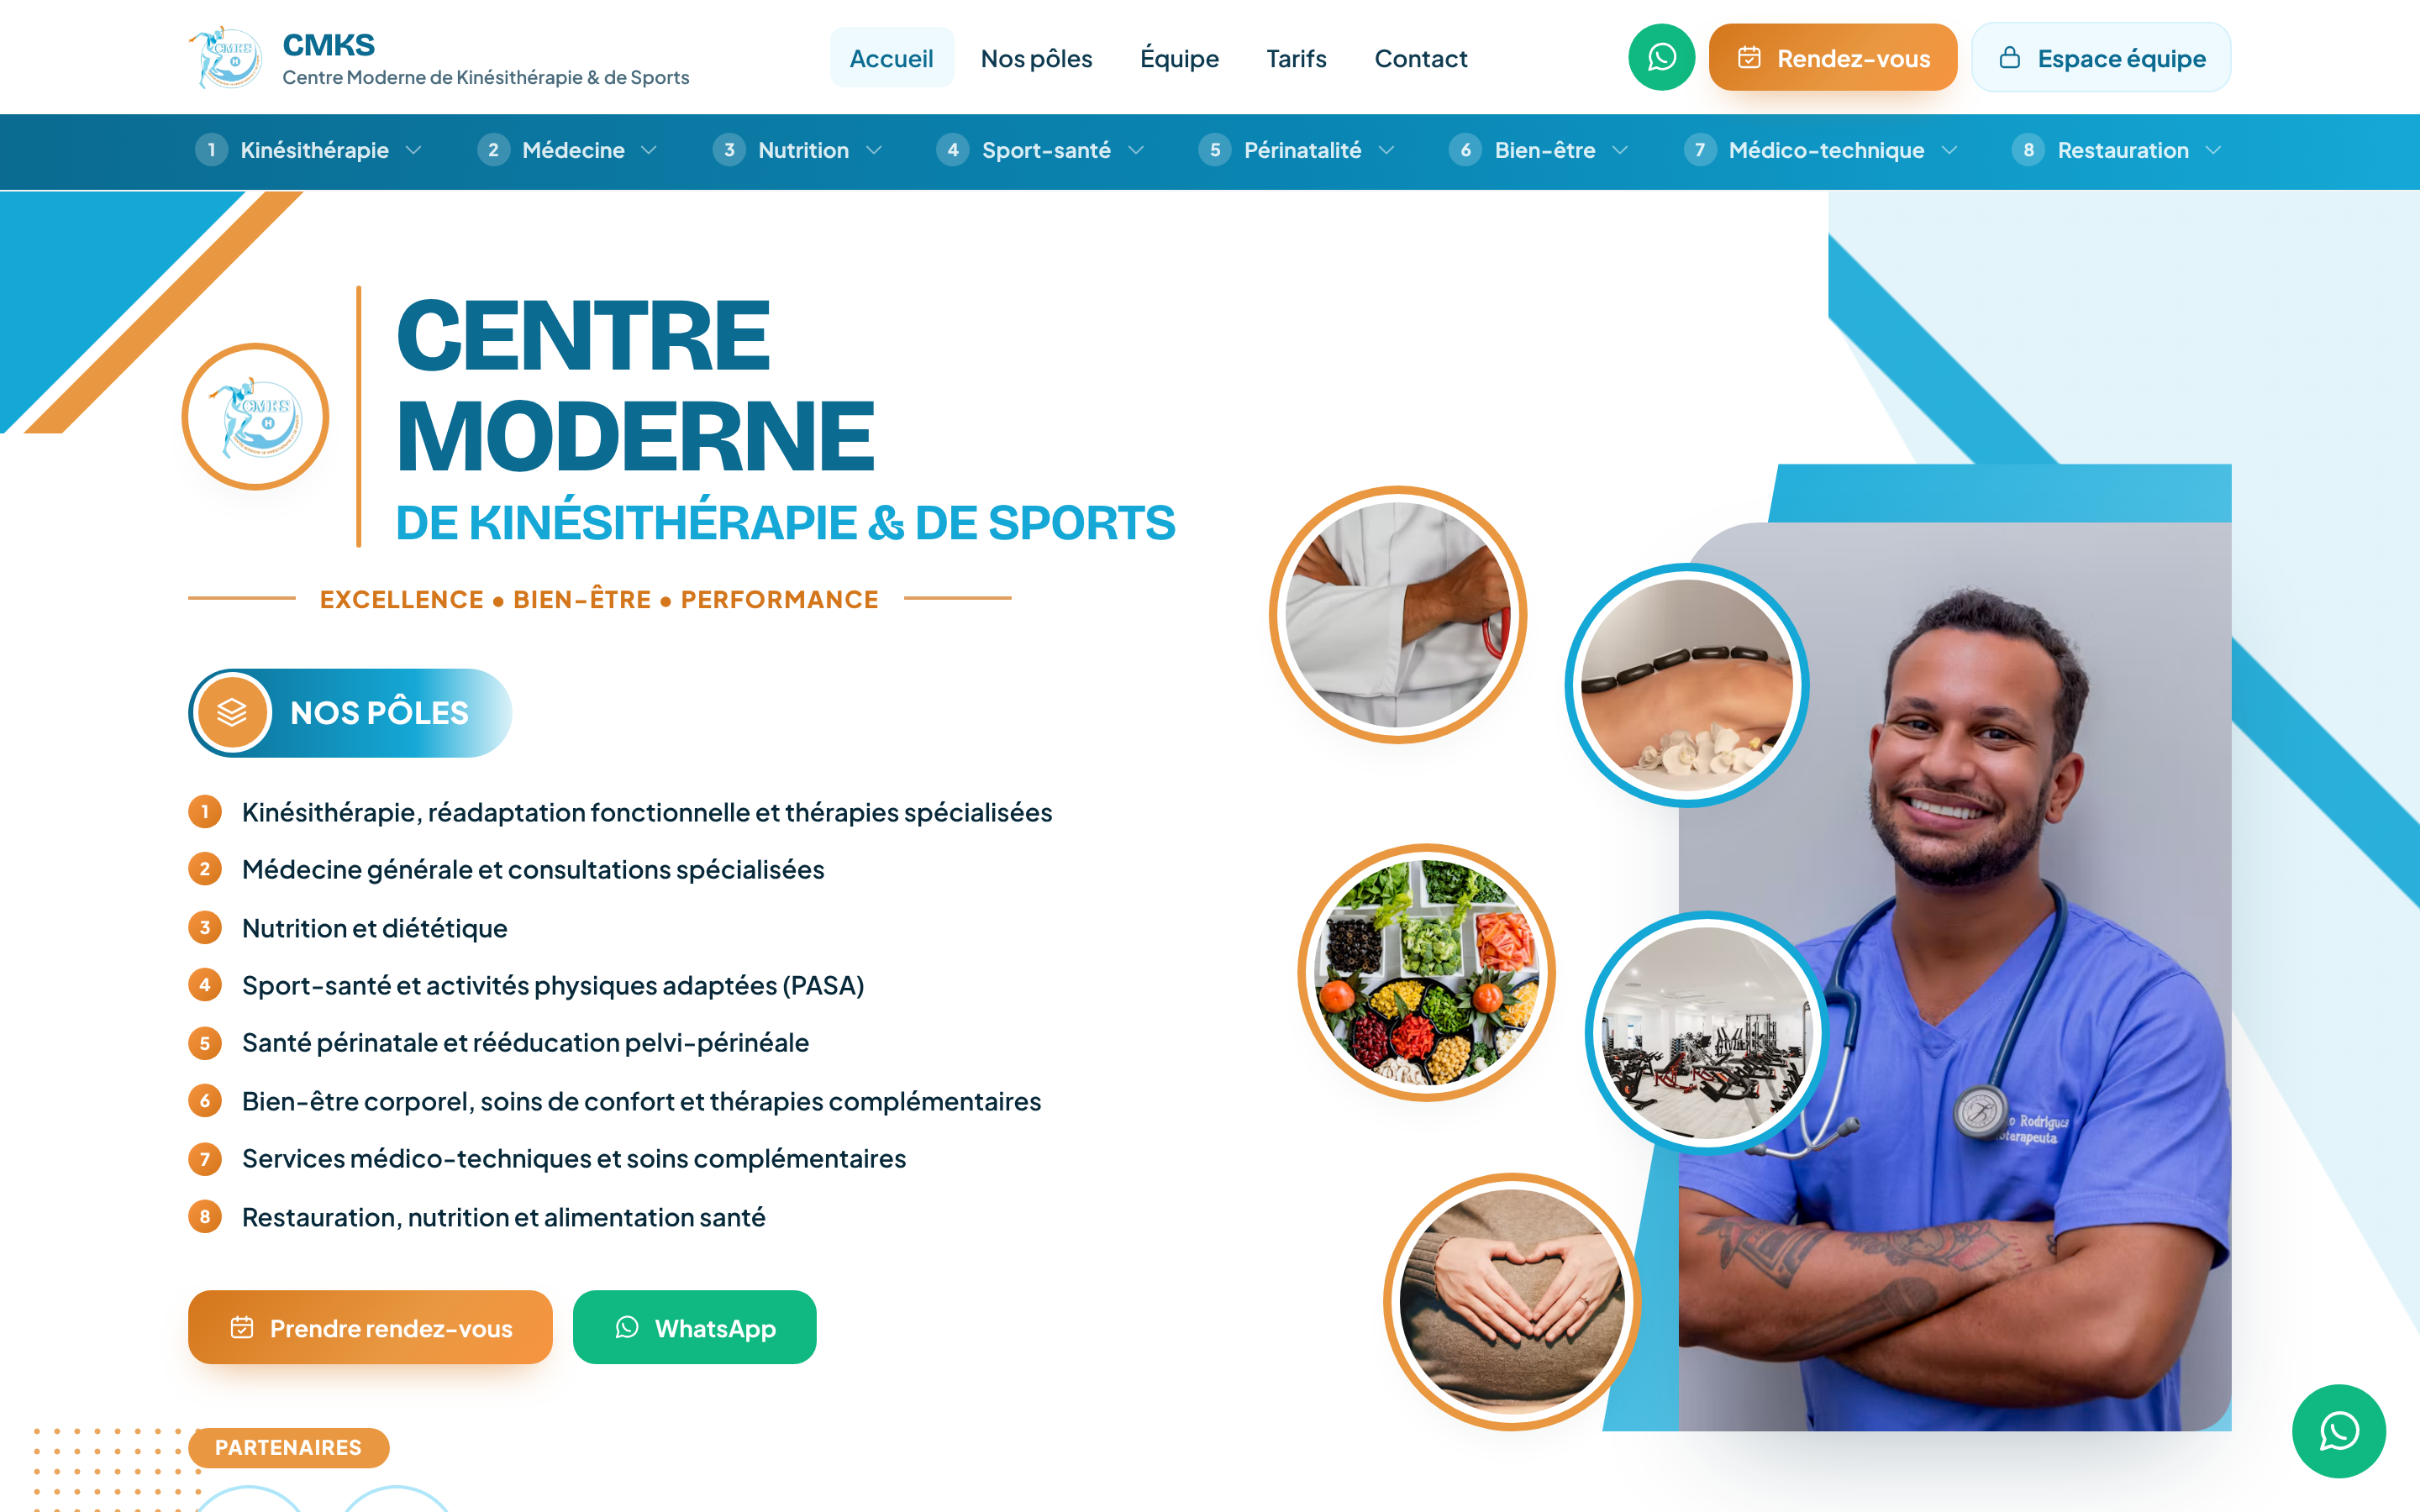 CMKS
Centre Moderne de Kinésithérapie & de Sports
Accueil
Nos pôles
Équipe
Tarifs
Contact
Rendez-vous
Espace équipe
1 Kinésithérapie
2 Médecine
3 Nutrition
4 Sport-santé
5 Périnatalité
6 Bien-être
7 Médico-technique
8 Restauration
CENTRE
MODERNE
DE KINÉSITHÉRAPIE & DE SPORTS
CMKS
EXCELLENCE • BIEN-ÊTRE • PERFORMANCE
NOS PÔLES
1 Kinésithérapie, réadaptation fonctionnelle et thérapies spécialisées
2 Médecine générale et consultations spécialisées
3 Nutrition et diététique
4 Sport-santé et activités physiques adaptées (PASA)
5 Santé périnatale et rééducation pelvi-périnéale
6 Bien-être corporel, soins de confort et thérapies complémentaires
7 Services médico-techniques et soins complémentaires
8 Restauration, nutrition et alimentation santé
Prendre rendez-vous
WhatsApp
PARTENAIRES